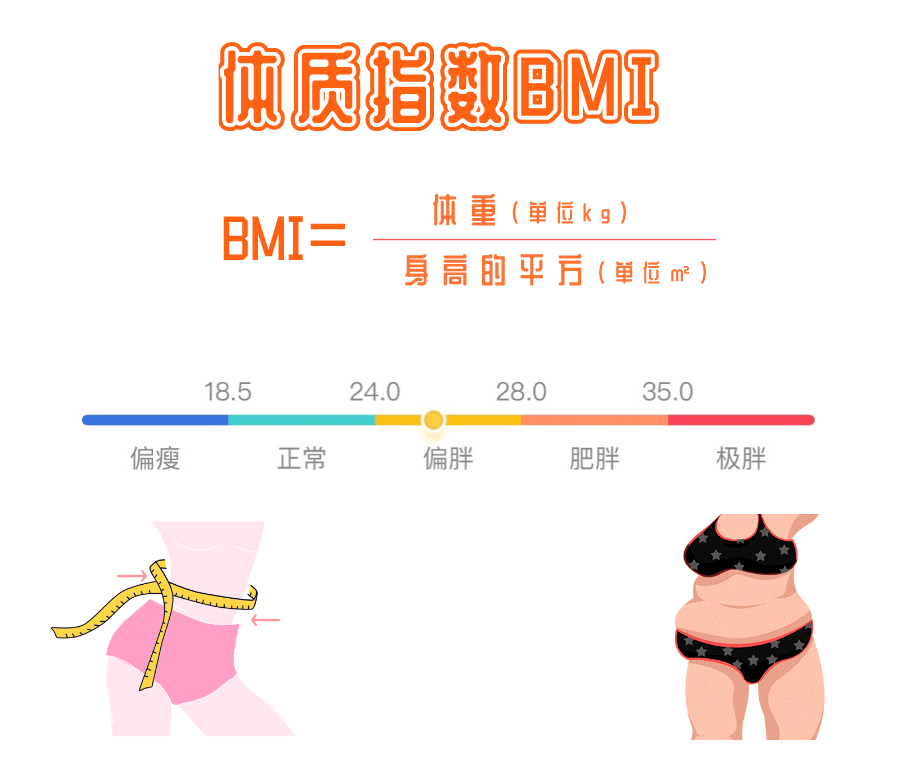 体质指数BMI
BMI=
体重(单位kg)
身高的平方(单位㎡)
18.5 24.0 28.0 35.0
偏瘦 正常 偏胖 肥胖 极胖